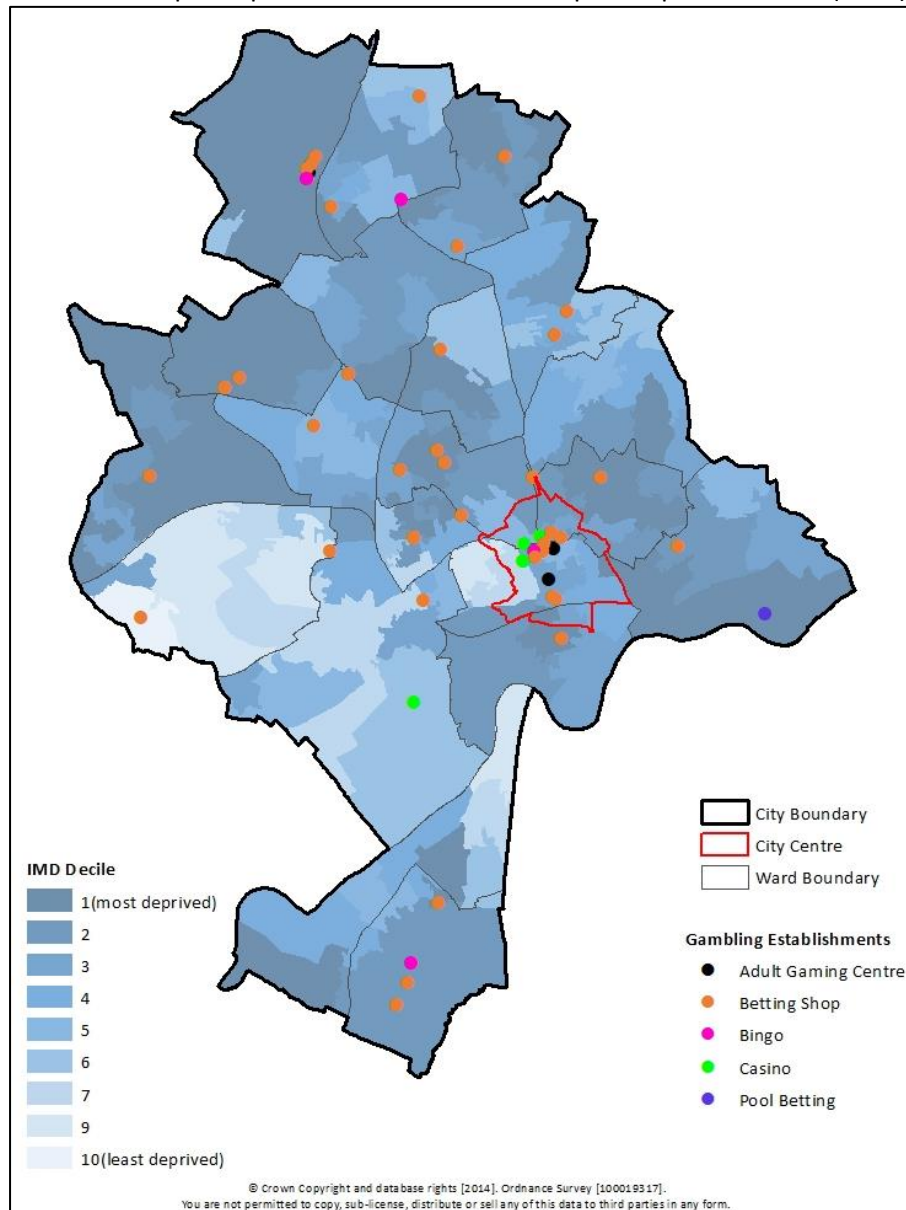 City Boundary
City Centre
Ward Boundary
IMD Decile
1(most deprived)
2
3
4
5
6
7
9
10(least deprived)
Gambling Establishments
Adult Gaming Centre
Betting Shop
Bingo
Casino
Pool Betting
© Crown Copyright and database rights [2014]. Ordnance Survey [100019317].
You are not permitted to copy, sub-license, distribute or sell any of this data to third parties in any form.